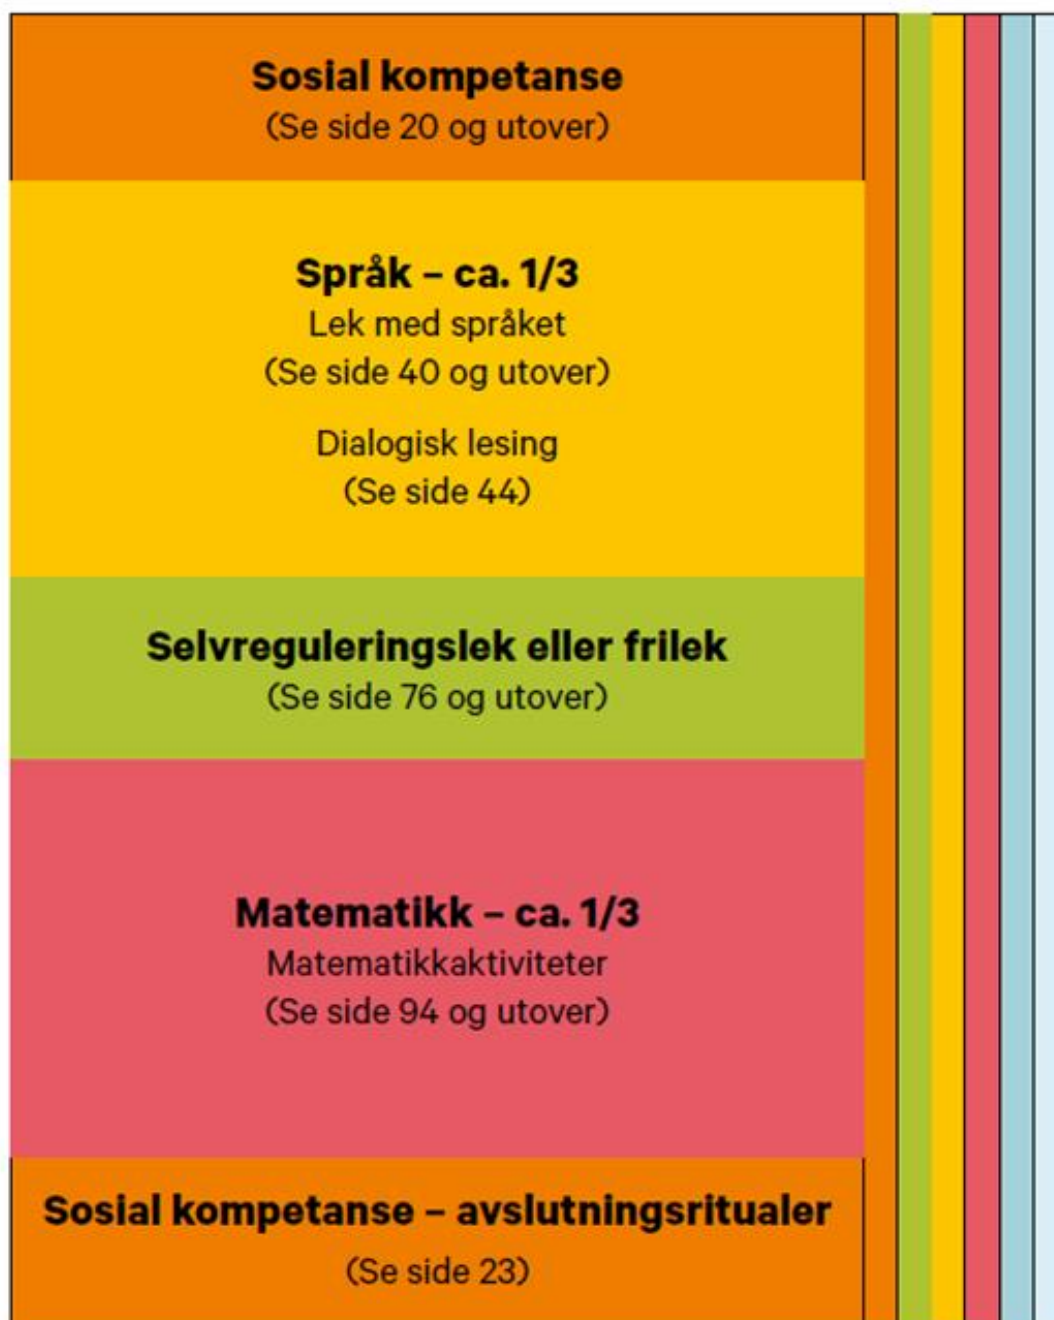 Sosial kompetanse
(Se side 20 og utover)
Språk – ca. 1/3
Lek med språket
(Se side 40 og utover)
Dialogisk lesing
(Se side 44)
Selvreguleringslek eller frilek
(Se side 76 og utover)
Matematikk – ca. 1/3
Matematikkaktiviteter
(Se side 94 og utover)
Sosial kompetanse – avslutningsritualer
(Se side 23)